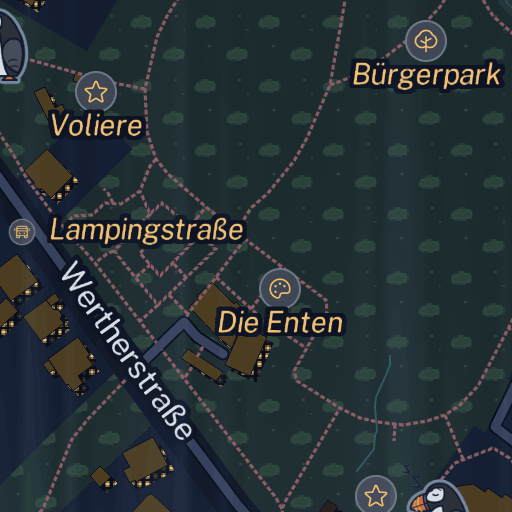 Bürgerpark
Voliere
Lampingstraße
Die Enten
Wertherstraße